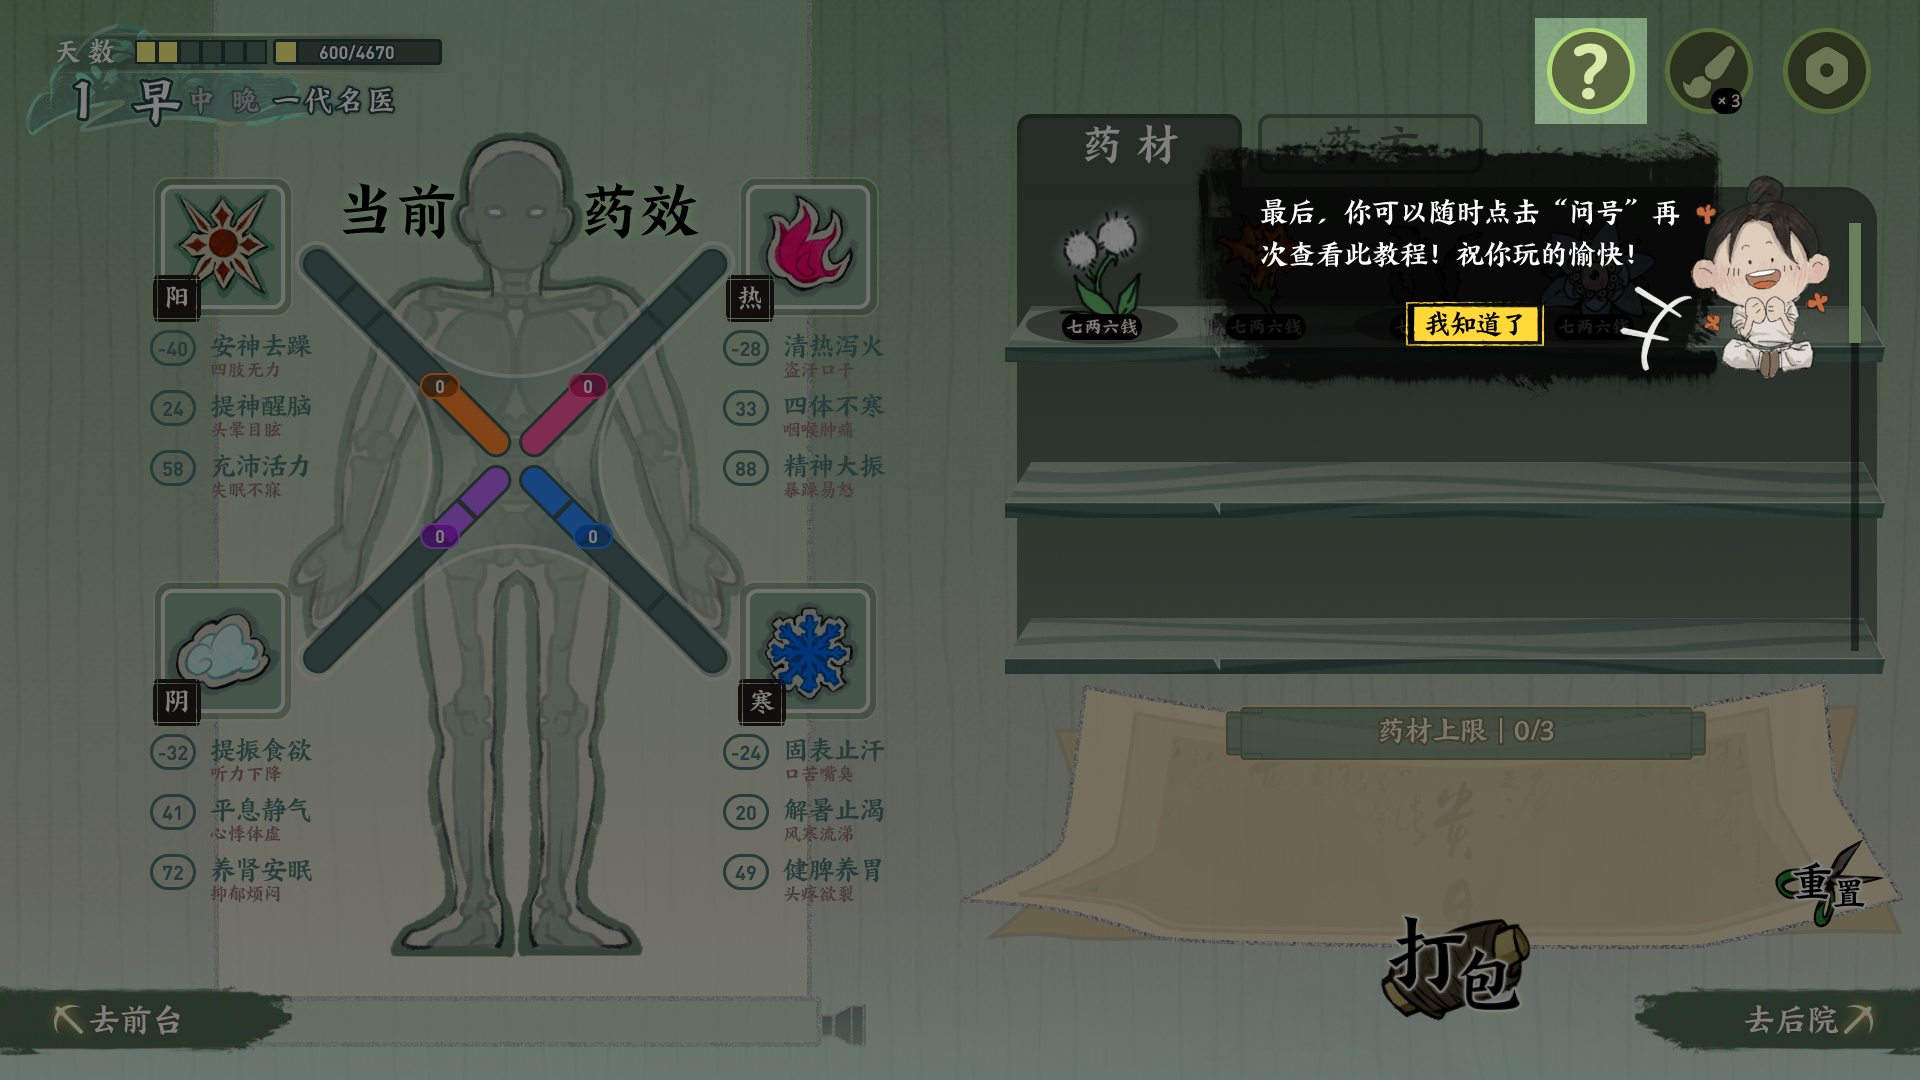 天数
600/4670
1 早 中 晚 一代名医
×3
当前药效
阳
-40 安神去躁
四肢无力
24 提神醒脑
头晕目眩
58 充沛活力
失眠不寐
热
-28 清热泻火
盗汗口干
33 四体不寒
咽喉肿痛
88 精神大振
暴躁易怒
0
0
0
0
阴
-32 提振食欲
听力下降
41 平息静气
心悸体虚
72 养肾安眠
抑郁烦闷
寒
-24 固表止汗
口苦嘴臭
20 解暑止渴
风寒流涕
49 健脾养胃
头疼欲裂
药材
药方
最后，你可以随时点击“问号”再
次查看此教程！祝你玩的愉快！
我知道了
七两六钱
七两六钱
七两六钱
药材上限｜0/3
重置
打包
去前台
去后院